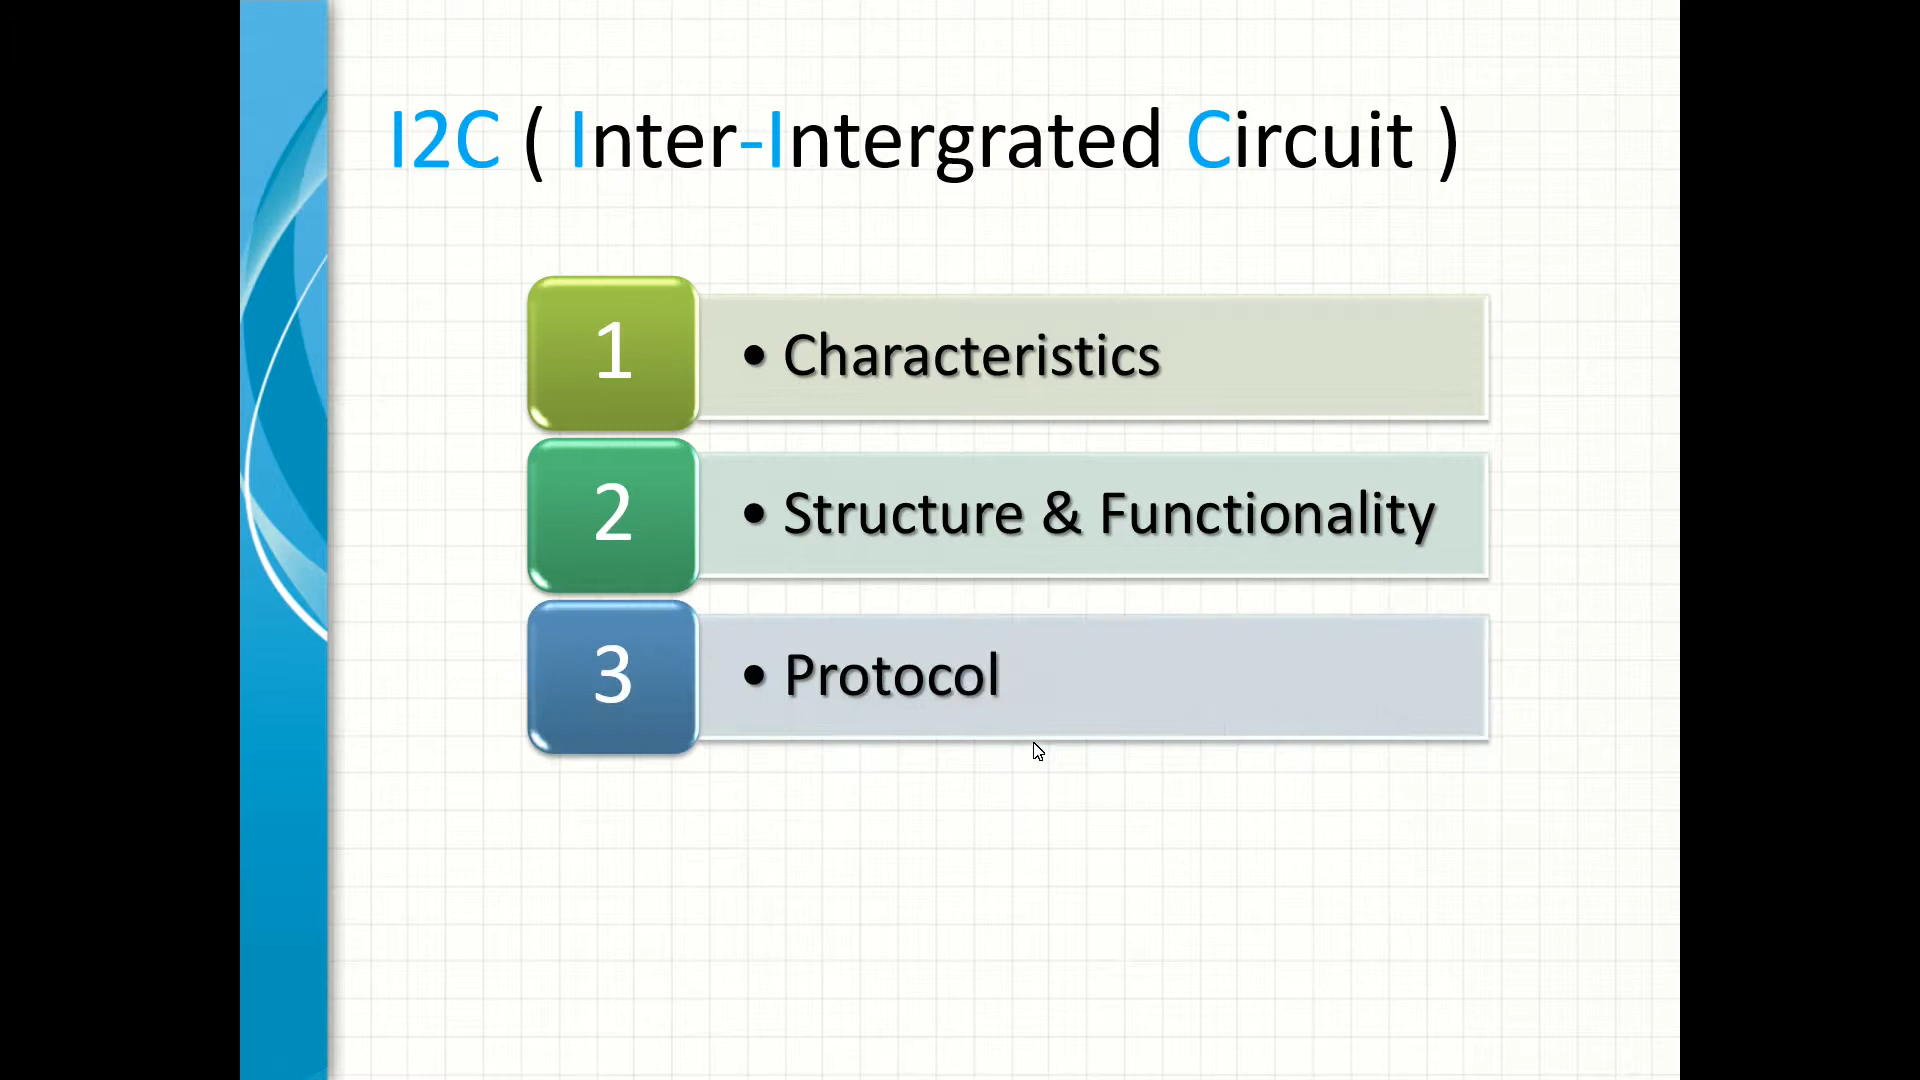 I2C ( Inter-Intergrated Circuit )
1
• Characteristics
2
• Structure & Functionality
3
• Protocol